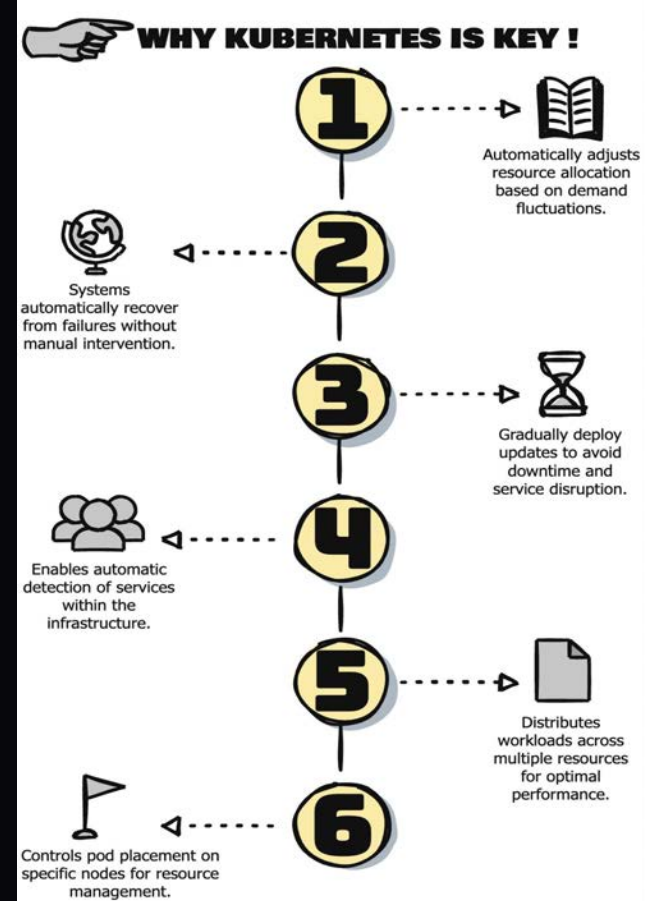 WHY KUBERNETES IS KEY !
1
Automatically adjusts
resource allocation
based on demand
fluctuations.
2
Systems
automatically recover
from failures without
manual intervention.
3
Gradually deploy
updates to avoid
downtime and
service disruption.
4
Enables automatic
detection of services
within the
infrastructure.
5
Distributes
workloads across
multiple resources
for optimal
performance.
6
Controls pod placement on
specific nodes for resource
management.